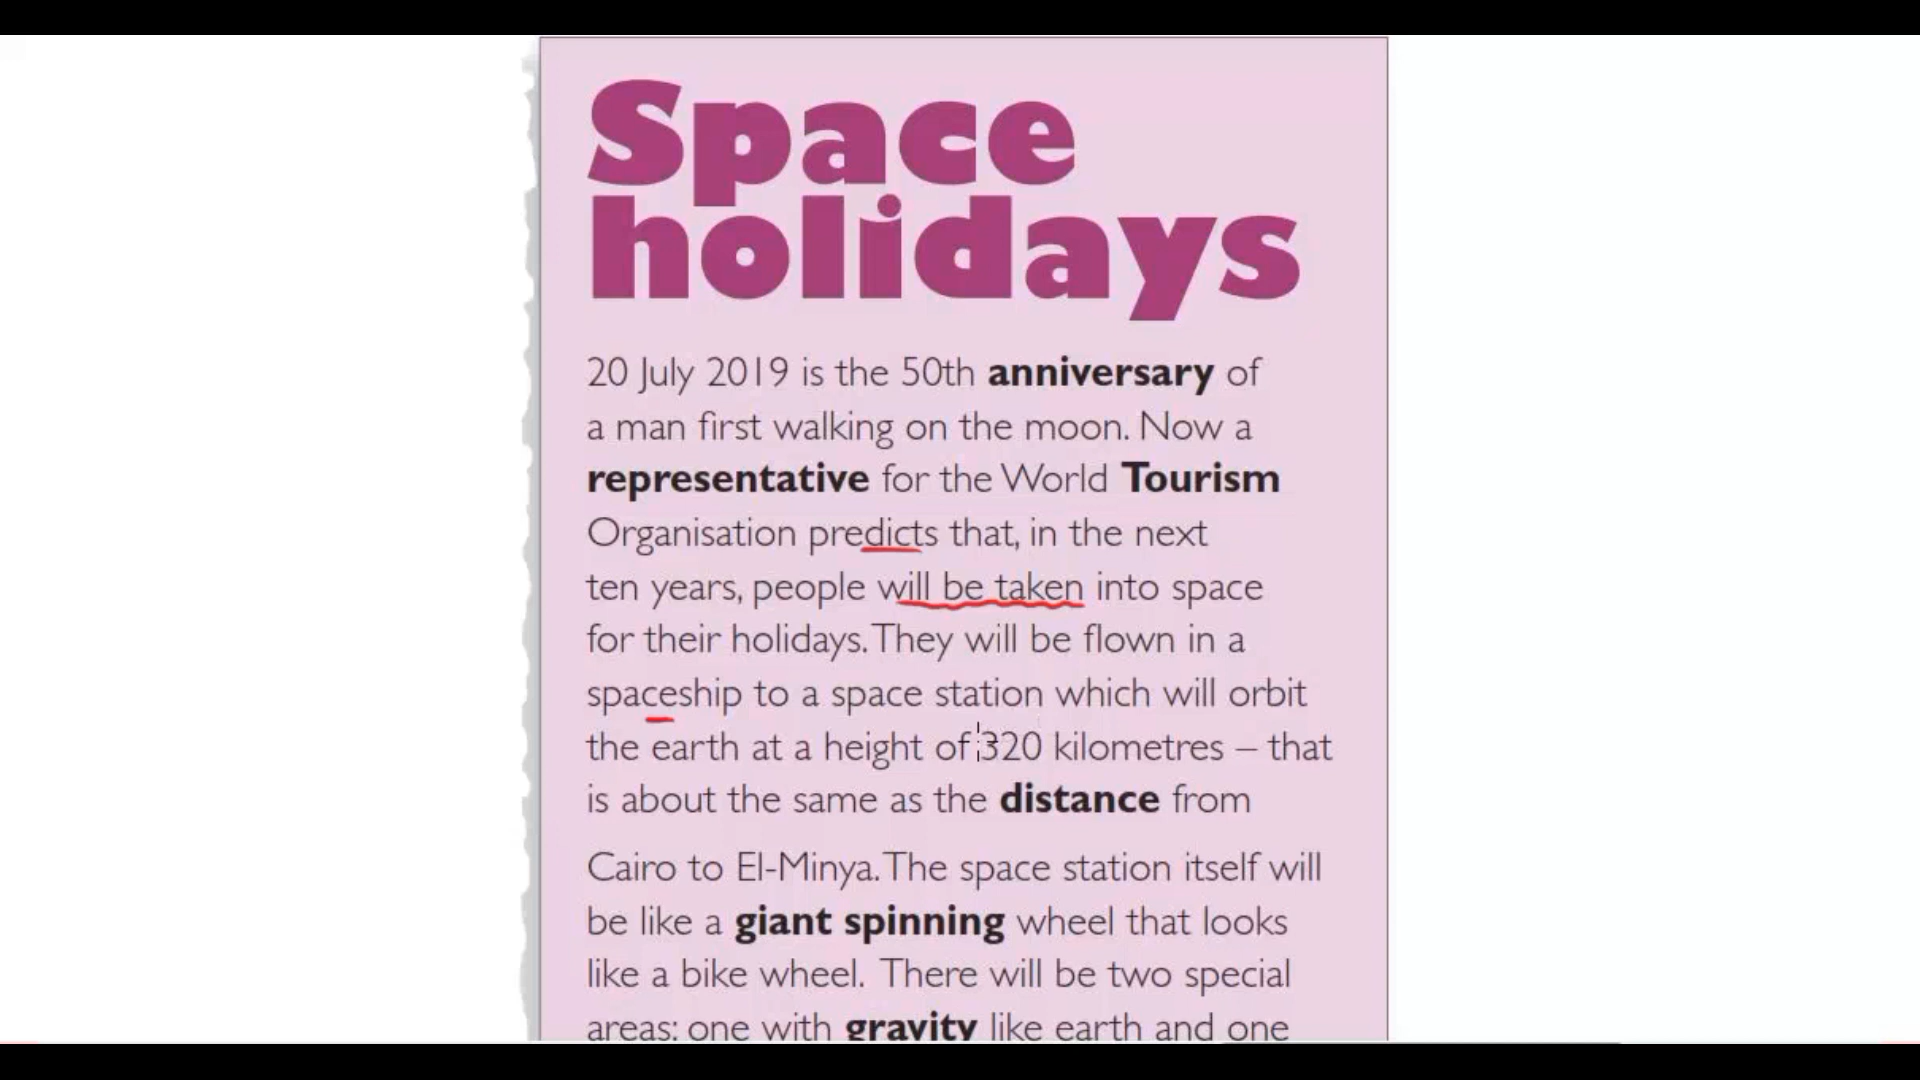 Space
holidays
20 July 2019 is the 50th anniversary of
a man first walking on the moon. Now a
representative for the World Tourism
Organisation predicts that, in the next
ten years, people will be taken into space
for their holidays. They will be flown in a
spaceship to a space station which will orbit
the earth at a height of 320 kilometres – that
is about the same as the distance from
Cairo to El-Minya. The space station itself will
be like a giant spinning wheel that looks
like a bike wheel. There will be two special
areas: one with gravity like earth and one